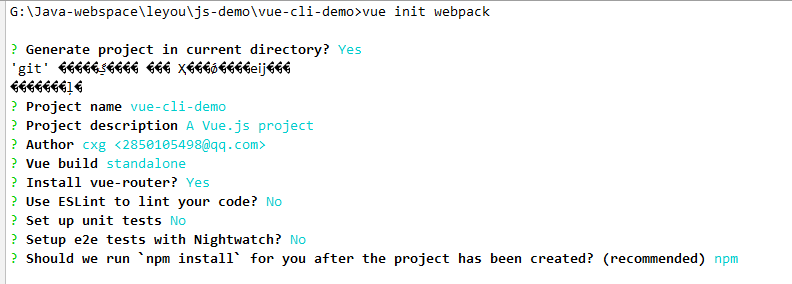 G:\Java-webspace\leyou\js-demo\vue-cli-demo>vue init webpack
? Generate project in current directory? Yes
'git'
? Project name vue-cli-demo
? Project description A Vue.js project
? Author cxg <2850105498@qq.com>
? Vue build standalone
? Install vue-router? Yes
? Use ESLint to lint your code? No
? Set up unit tests No
? Setup e2e tests with Nightwatch? No
? Should we run `npm install` for you after the project has been created? (recommended) npm